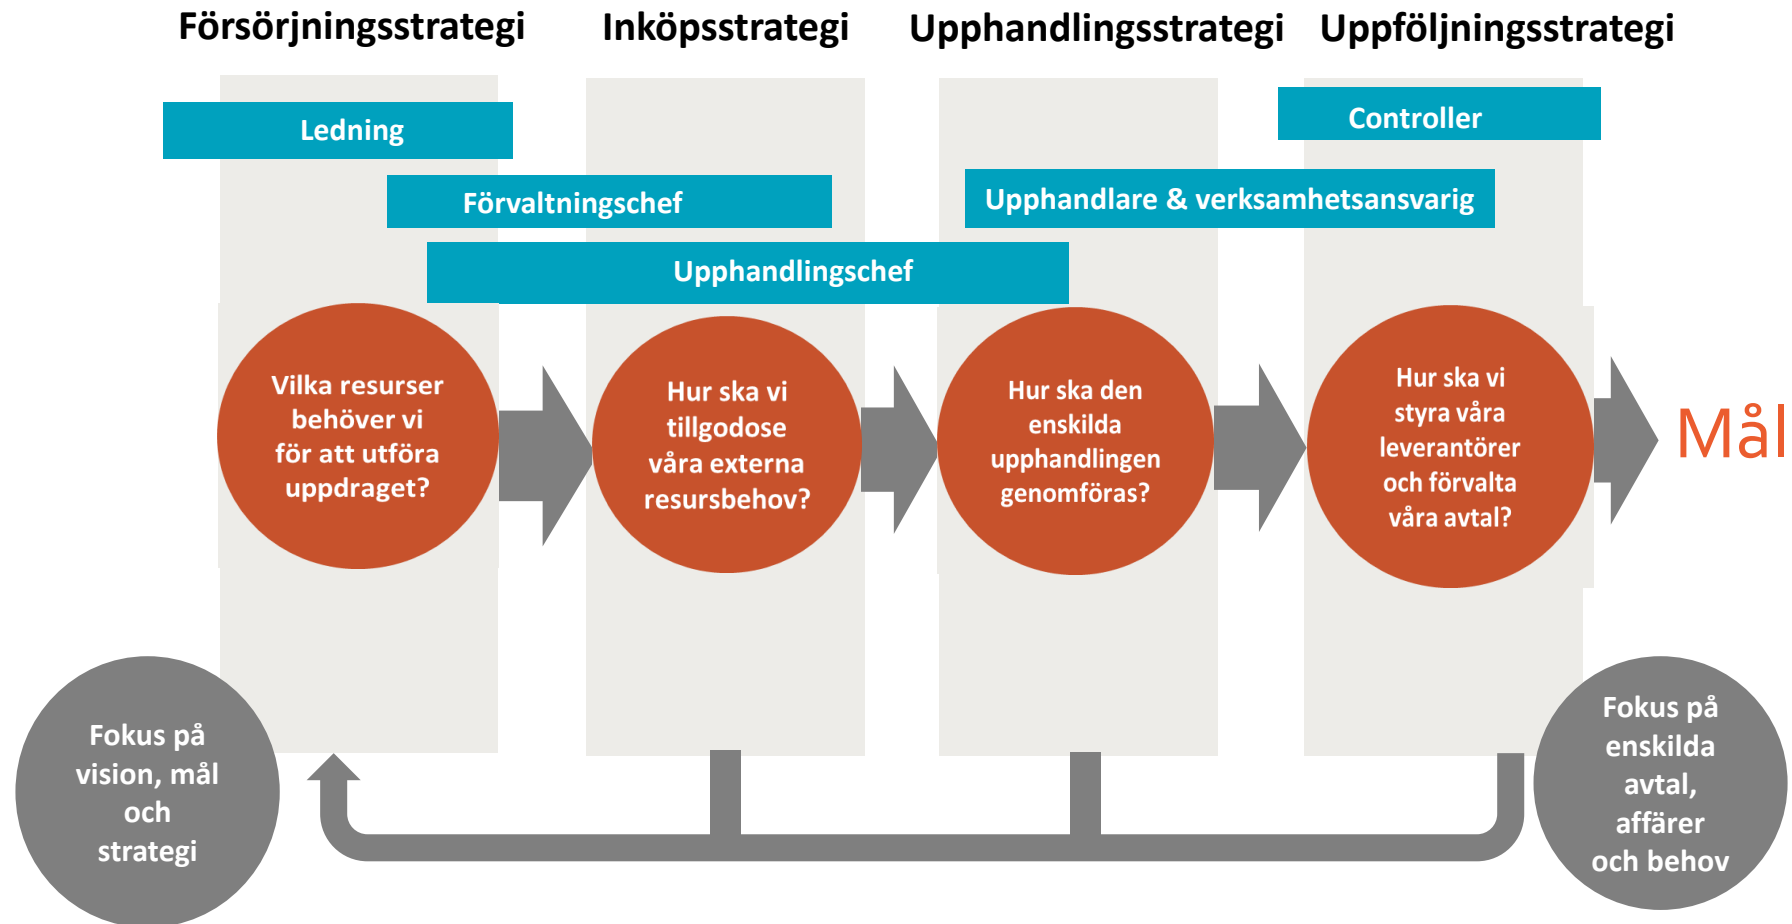 Försörjningsstrategi
Inköpsstrategi
Upphandlingsstrategi
Uppföljningsstrategi
Ledning
Controller
Förvaltningschef
Upphandlare & verksamhetsansvarig
Upphandlingschef
Vilka resurser
behöver vi
för att utföra
uppdraget?
Hur ska vi
tillgodose
våra externa
resursbehov?
Hur ska den
enskilda
upphandlingen
genomföras?
Hur ska vi
styra våra
leverantörer
och förvalta
våra avtal?
Mål
Fokus på
vision, mål
och
strategi
Fokus på
enskilda
avtal,
affärer
och behov